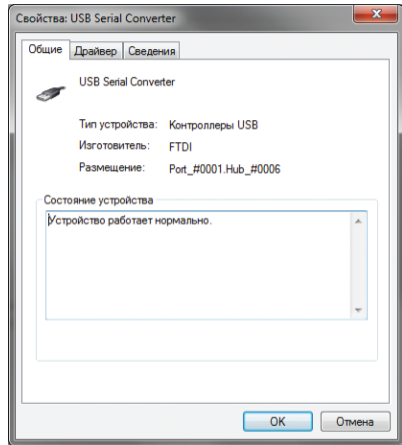 Свойства: USB Serial Converter
Общие Драйвер Сведения
USB Serial Converter
Тип устройства: Контроллеры USB
Изготовитель: FTDI
Размещение: Port_#0001.Hub_#0006
Состояние устройства
Устройство работает нормально.
OK Отмена